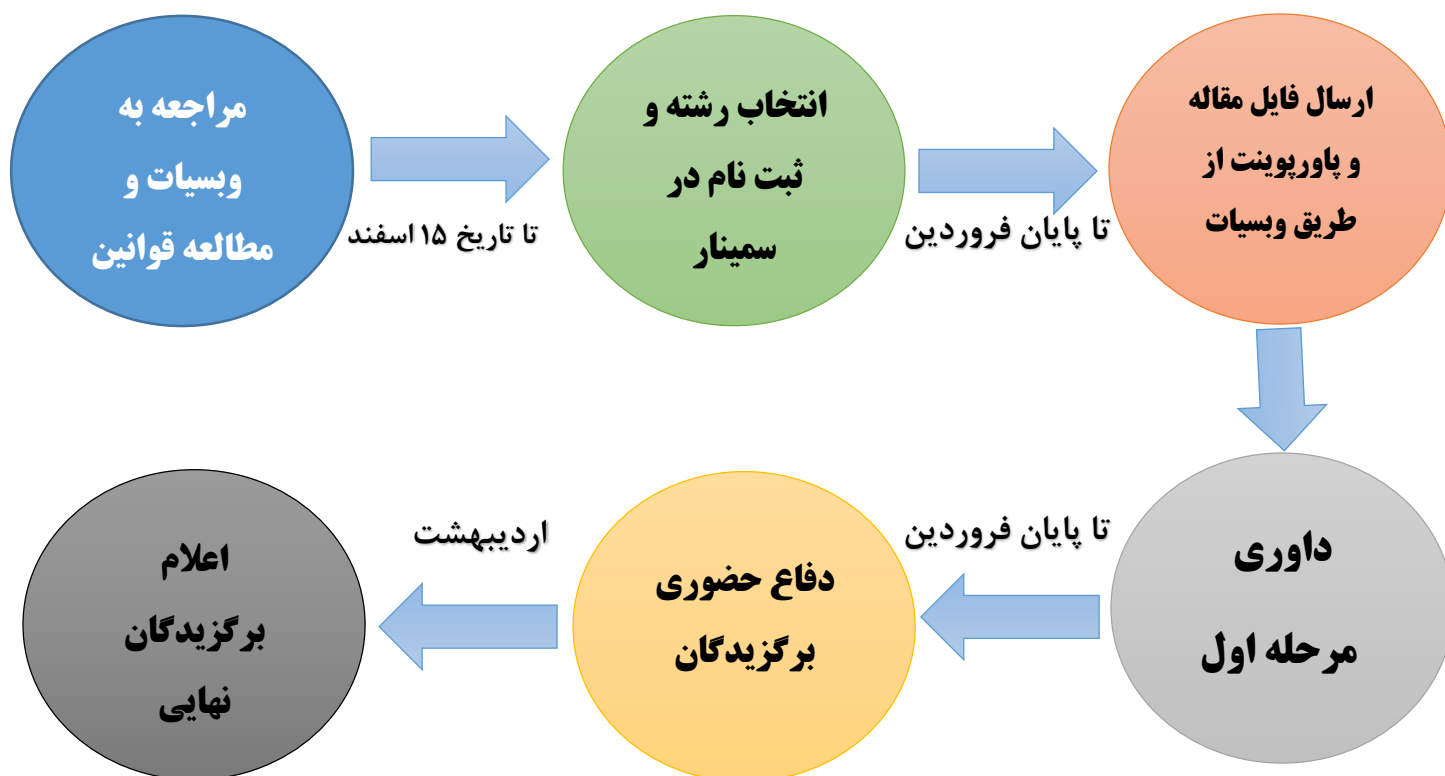 مراجعه به
وبسیات و
مطالعه قوانین
تا تاریخ ۱۵ اسفند
انتخاب رشته و
ثبت نام در
سمینار
تا پایان فروردین
ارسال فایل مقاله
و پاورپوینت از
طریق وبسیات
داوری
مرحله اول
تا پایان فروردین
دفاع حضوری
برگزیدگان
اردیبهشت
اعلام
برگزیدگان
نهایی